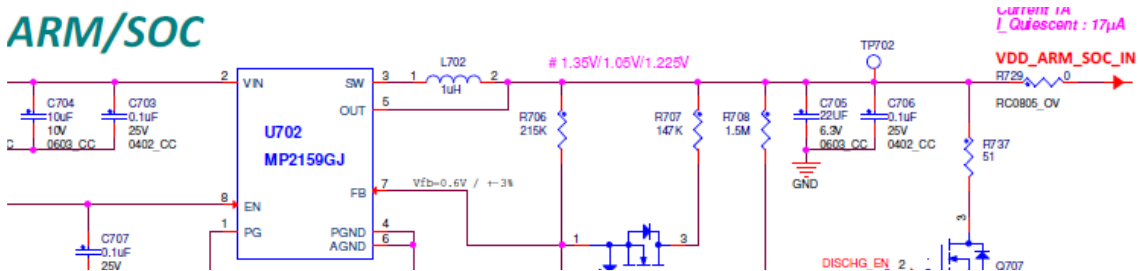 ARM/SOC
Current 1A
I_Quiescent : 17µA
TP702
L702
# 1.35V/1.05V/1.225V
VDD_ARM_SOC_IN
2 VIN SW 3 1 2
1uH
R729 0
C704
10uF
10V
0603_CC
C703
0.1uF
25V
0402_CC
OUT 5
U702
MP2159GJ
R706
215K
R707
147K
R708
1.5M
C705
22UF
6.3V
0603_CC
C706
0.1uF
25V
0402_CC
RC0805_OV
R737
51
GND
FB 7
Vfb=0.6V / +-3%
8 EN
1 PG
PGND 4
AGND 6
1 3
3
C707
0.1uF
25V
DISCHG_EN 2
Q707